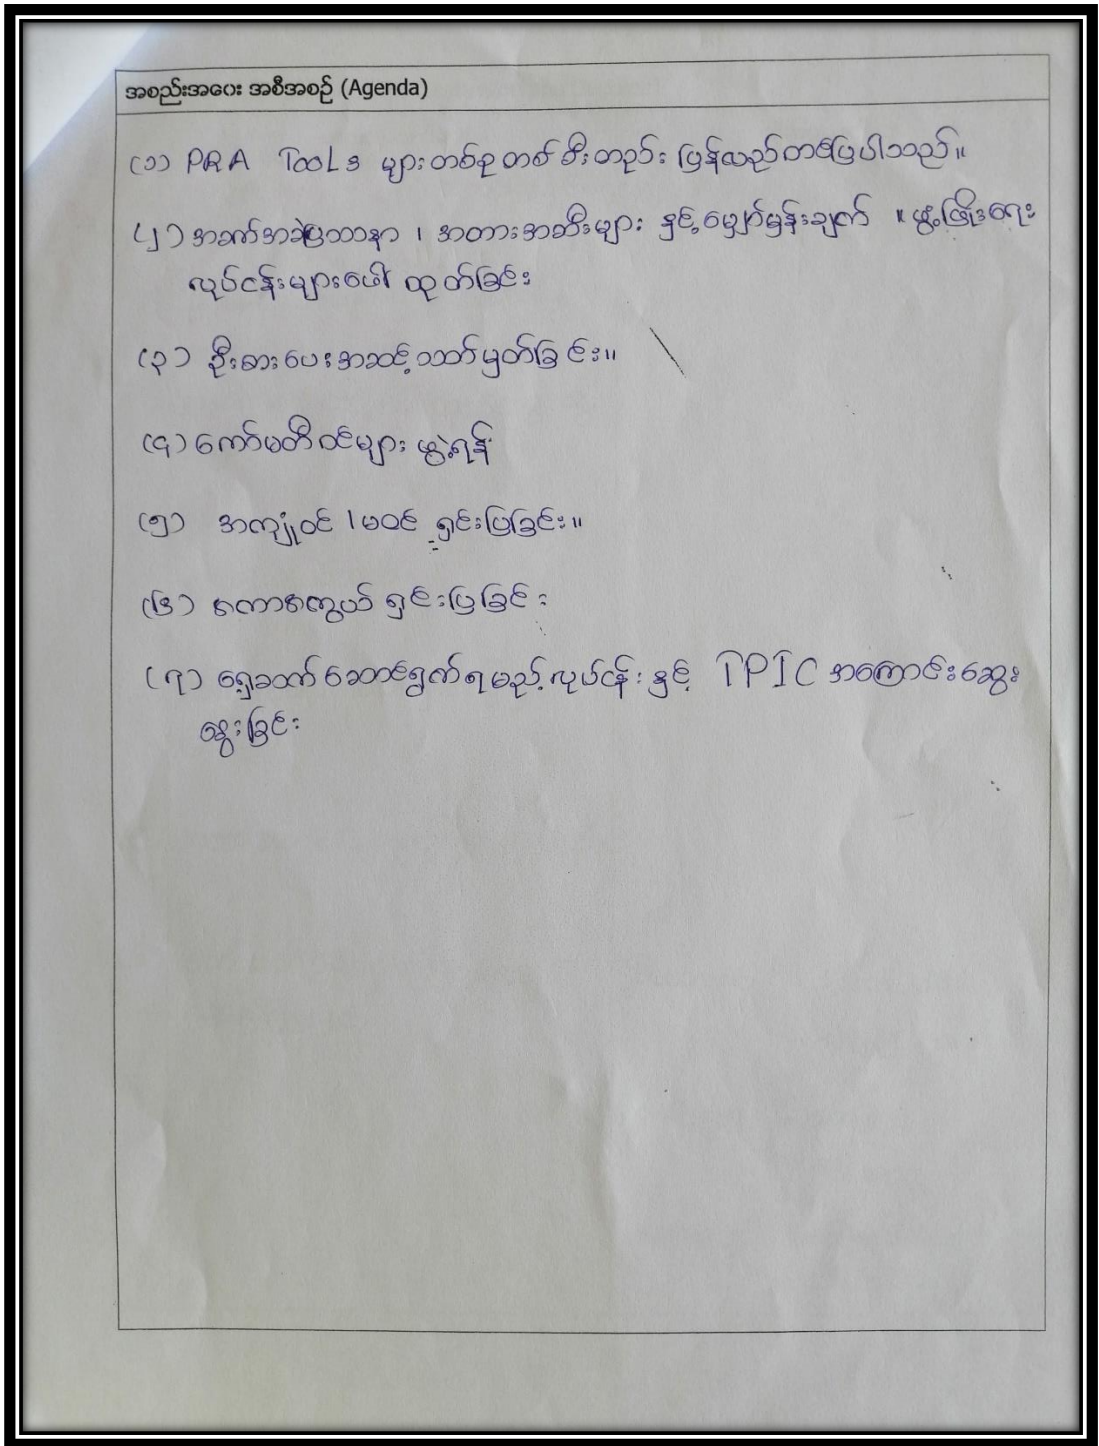 အစည်းအဝေး အစီအစဉ် (Agenda)
(၁) PRA Tools များတစ်ခုတစ်စီးတည်း ပြန်လည်တင်ပြပါသည်။
(၂) အခက်အခဲပြဿနာ ၊ အတားအဆီးများ နှင့်မျှော်မှန်းချက် ။ဖွံ့ဖြိုးရေး
လုပ်ငန်းများဖော် ထုတ်ခြင်း
(၃) ဦးစားပေးအဆင့်သတ်မှတ်ခြင်း။
(၄) ကော်မတီဝင်များ ဖွဲ့ရန်
(၅) အကျုံးဝင် /မဝင် ရှင်းပြခြင်း။
(၆) အကာအကွယ် ရှင်းပြခြင်း
(၇) ရှေ့ဆက်ဆောင်ရွက်ရမည့်လုပ်ငန်း နှင့် TPIC အကြောင်းဆွေး
နွေးခြင်း